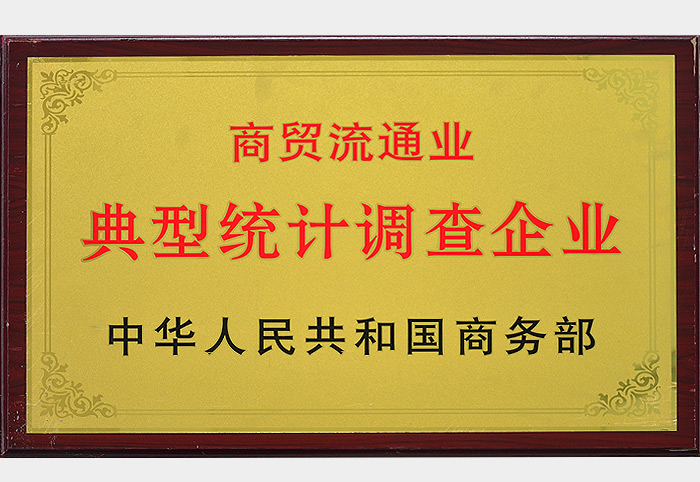 商贸流通业
典型统计调查企业
中华人民共和国商务部